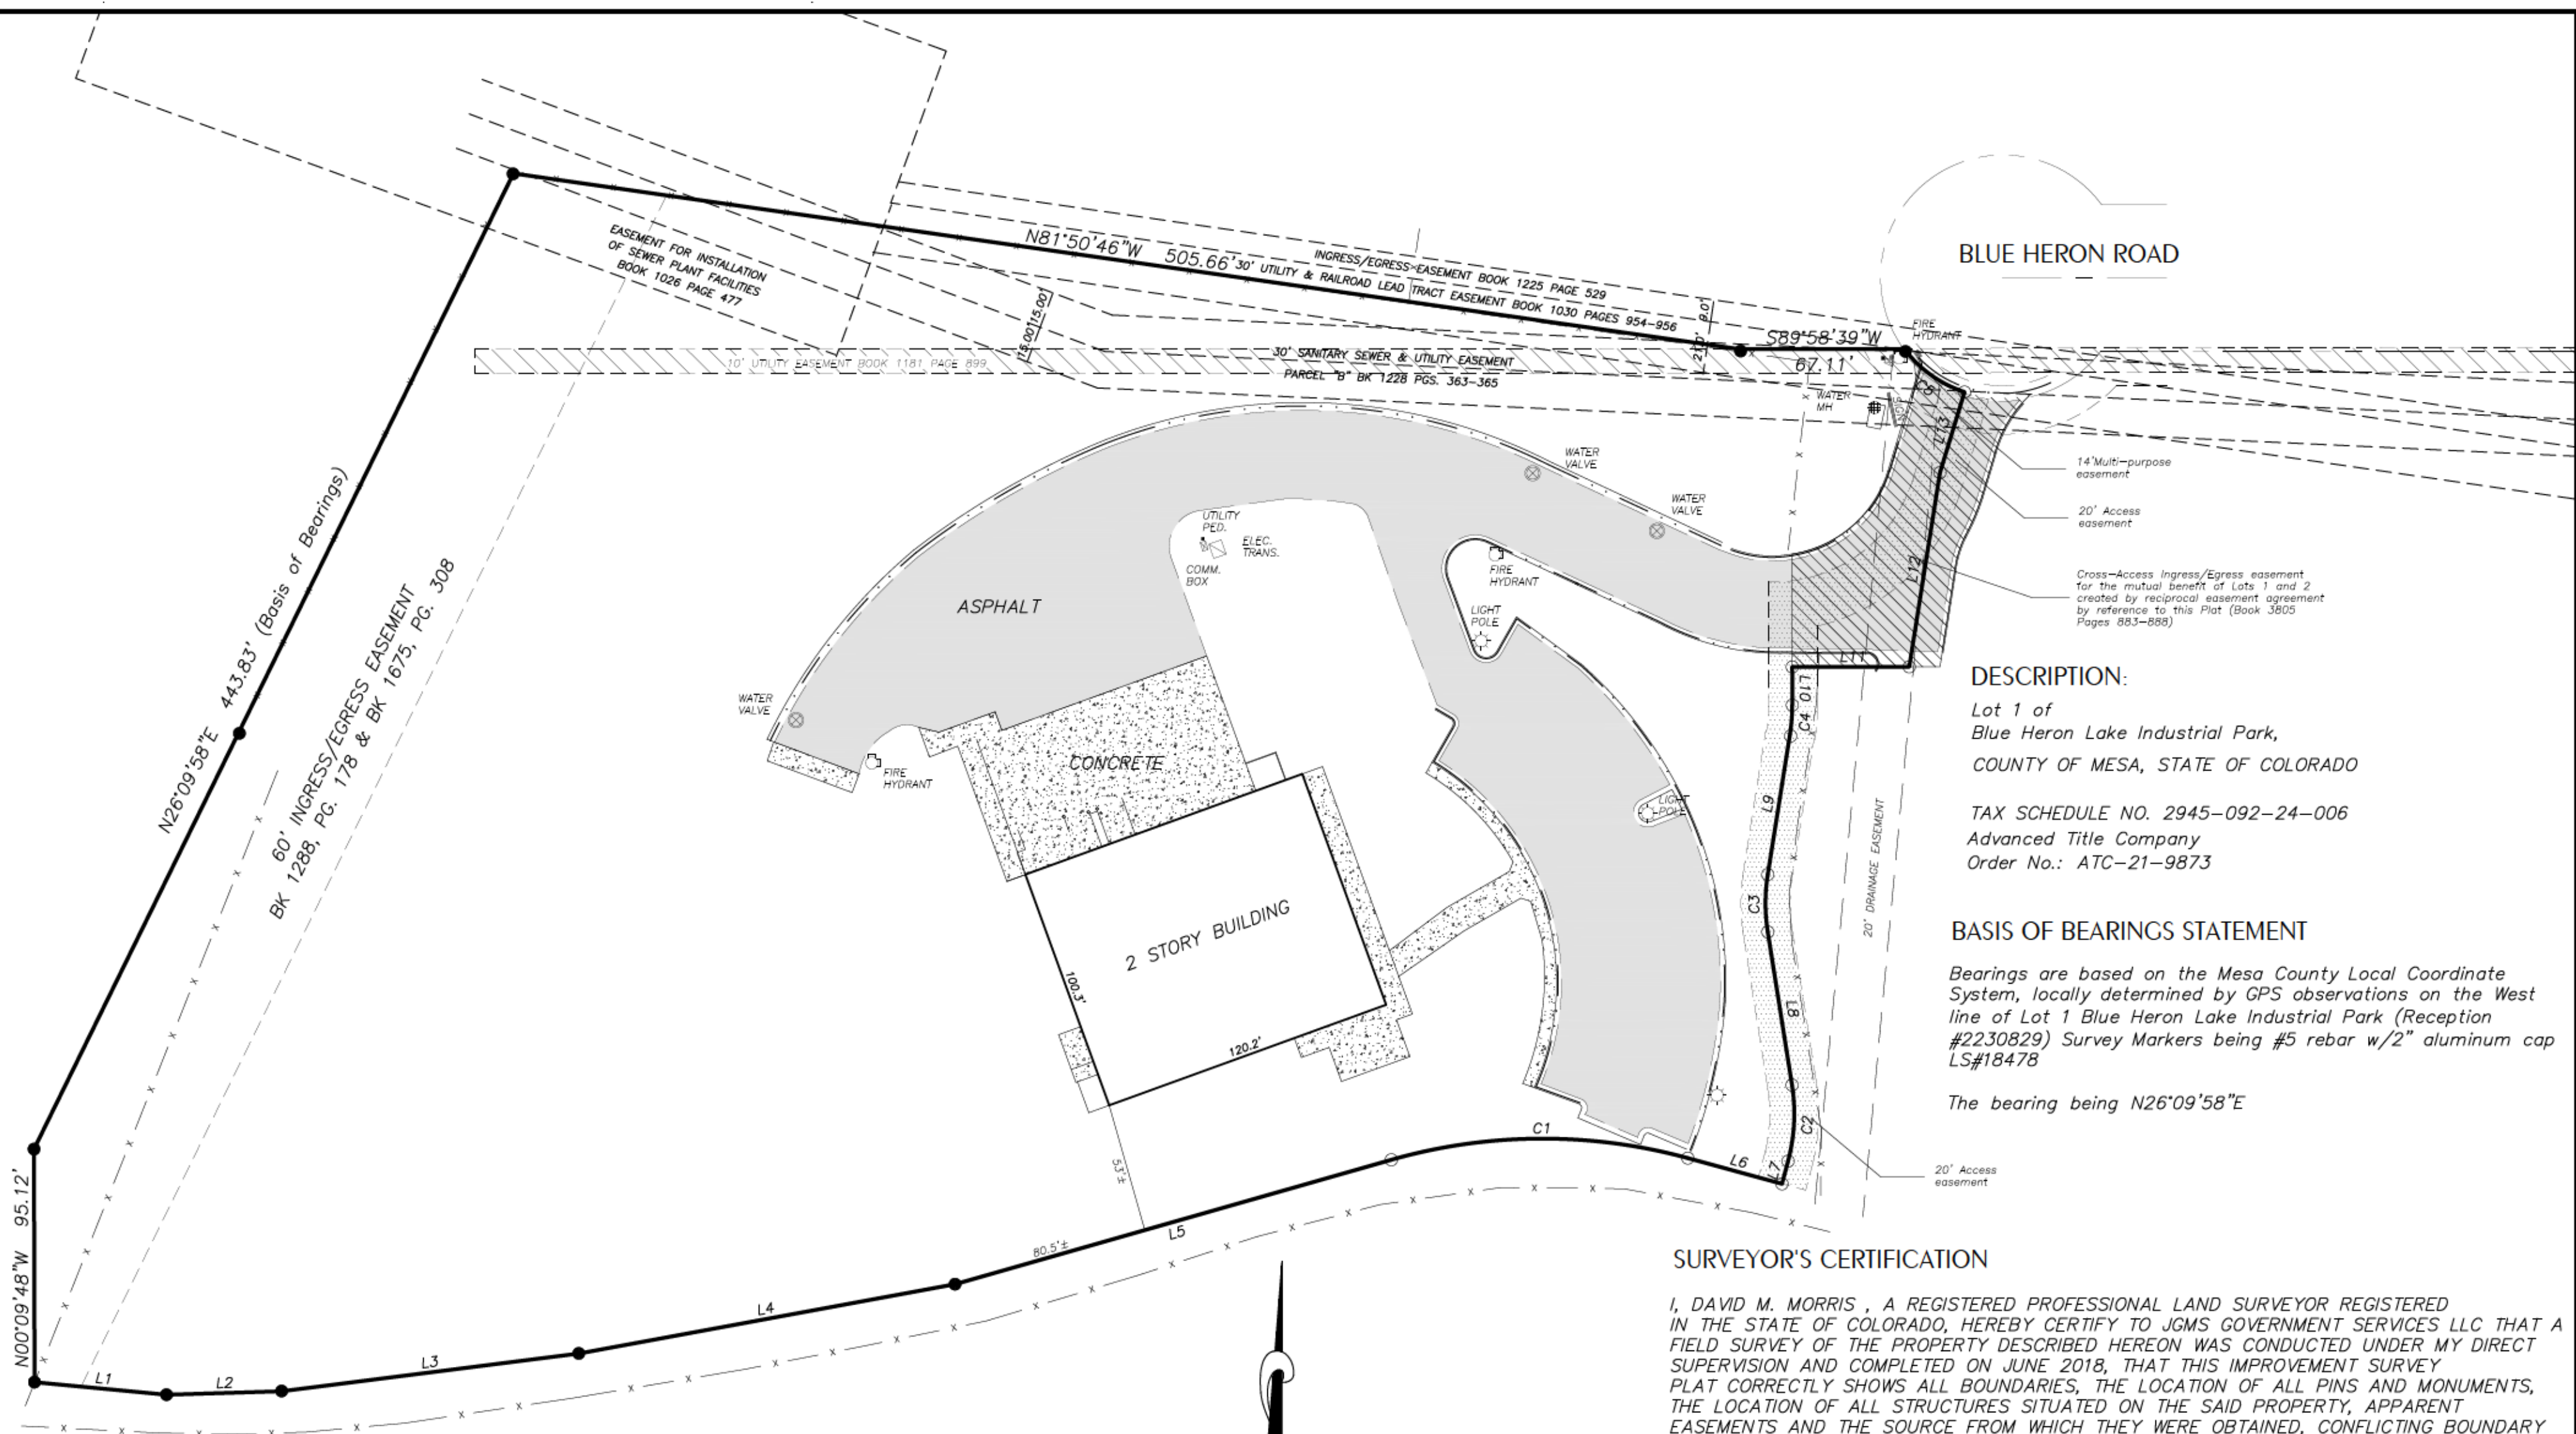 BLUE HERON ROAD
EASEMENT FOR INSTALLATION
OF SEWER PLANT FACILITIES
BOOK 1026 PAGE 477
N81°50'46"W 505.66'
INGRESS/EGRESS EASEMENT BOOK 1225 PAGE 529
30' UTILITY & RAILROAD LEAD TRACT EASEMENT BOOK 1030 PAGES 954-956
15.00'
15.00'
9.0'
21.0'
S89°58'39"W
67.11'
FIRE
HYDRANT
10' UTILITY EASEMENT BOOK 1181 PAGE 899
30' SANITARY SEWER & UTILITY EASEMENT
PARCEL "B" BK 1228 PGS. 363-365
WATER
MH
SIGN
L13
14'Multi-purpose
easement
20' Access
easement
Cross-Access Ingress/Egress easement
for the mutual benefit of Lots 1 and 2
created by reciprocal easement agreement
by reference to this Plat (Book 3805
Pages 883-888)
L12
L11
L10
C4
L9
C3
L8
C2
L7
20' DRAINAGE EASEMENT
20' Access
easement
WATER
VALVE
WATER
VALVE
UTILITY
PED.
ELEC.
TRANS.
COMM.
BOX
FIRE
HYDRANT
LIGHT
POLE
ASPHALT
WATER
VALVE
FIRE
HYDRANT
CONCRETE
LIGHT
POLE
2 STORY BUILDING
100.3'
120.2'
53'±
80.5'±
N26°09'58"E 443.83' (Basis of Bearings)
60' INGRESS/EGRESS EASEMENT
BK 1288, PG. 178 & BK 1675, PG. 308
N00°09'48"W 95.12'
L1
L2
L3
L4
L5
C1
L6
DESCRIPTION:
Lot 1 of
Blue Heron Lake Industrial Park,
COUNTY OF MESA, STATE OF COLORADO
TAX SCHEDULE NO. 2945-092-24-006
Advanced Title Company
Order No.: ATC-21-9873
BASIS OF BEARINGS STATEMENT
Bearings are based on the Mesa County Local Coordinate
System, locally determined by GPS observations on the West
line of Lot 1 Blue Heron Lake Industrial Park (Reception
#2230829) Survey Markers being #5 rebar w/2" aluminum cap
LS#18478
The bearing being N26°09'58"E
SURVEYOR'S CERTIFICATION
I, DAVID M. MORRIS , A REGISTERED PROFESSIONAL LAND SURVEYOR REGISTERED
IN THE STATE OF COLORADO, HEREBY CERTIFY TO JGMS GOVERNMENT SERVICES LLC THAT A
FIELD SURVEY OF THE PROPERTY DESCRIBED HEREON WAS CONDUCTED UNDER MY DIRECT
SUPERVISION AND COMPLETED ON JUNE 2018, THAT THIS IMPROVEMENT SURVEY
PLAT CORRECTLY SHOWS ALL BOUNDARIES, THE LOCATION OF ALL PINS AND MONUMENTS,
THE LOCATION OF ALL STRUCTURES SITUATED ON THE SAID PROPERTY, APPARENT
EASEMENTS AND THE SOURCE FROM WHICH THEY WERE OBTAINED, CONFLICTING BOUNDARY